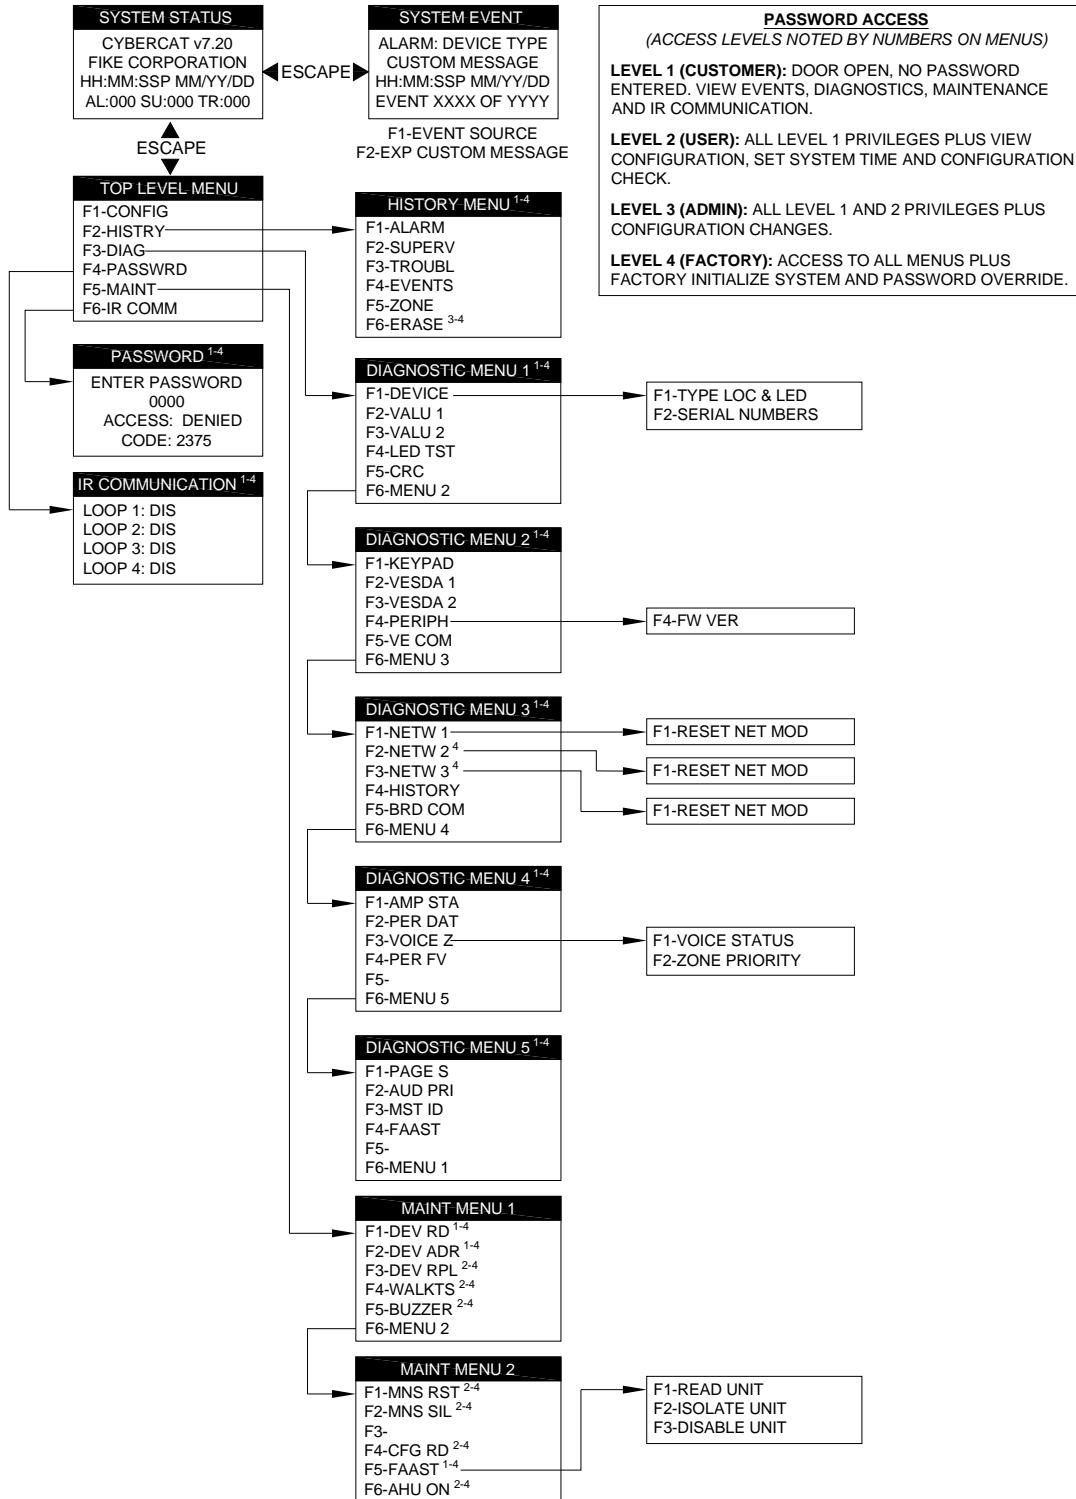 SYSTEM STATUS
CYBERCAT v7.20
FIKE CORPORATION
HH:MM:SSP MM/YY/DD
AL:000 SU:000 TR:000
ESCAPE
SYSTEM EVENT
ALARM: DEVICE TYPE
CUSTOM MESSAGE
HH:MM:SSP MM/YY/DD
EVENT XXXX OF YYYY
F1-EVENT SOURCE
F2-EXP CUSTOM MESSAGE
PASSWORD ACCESS
(ACCESS LEVELS NOTED BY NUMBERS ON MENUS)
LEVEL 1 (CUSTOMER): DOOR OPEN, NO PASSWORD
ENTERED. VIEW EVENTS, DIAGNOSTICS, MAINTENANCE
AND IR COMMUNICATION.
LEVEL 2 (USER): ALL LEVEL 1 PRIVILEGES PLUS VIEW
CONFIGURATION, SET SYSTEM TIME AND CONFIGURATION
CHECK.
LEVEL 3 (ADMIN): ALL LEVEL 1 AND 2 PRIVILEGES PLUS
CONFIGURATION CHANGES.
LEVEL 4 (FACTORY): ACCESS TO ALL MENUS PLUS
FACTORY INITIALIZE SYSTEM AND PASSWORD OVERRIDE.
ESCAPE
TOP LEVEL MENU
F1-CONFIG
F2-HISTRY
F3-DIAG
F4-PASSWRD
F5-MAINT
F6-IR COMM
PASSWORD 1-4
ENTER PASSWORD
0000
ACCESS: DENIED
CODE: 2375
IR COMMUNICATION 1-4
LOOP 1: DIS
LOOP 2: DIS
LOOP 3: DIS
LOOP 4: DIS
HISTORY MENU 1-4
F1-ALARM
F2-SUPERV
F3-TROUBL
F4-EVENTS
F5-ZONE
F6-ERASE 3-4
DIAGNOSTIC MENU 1 1-4
F1-DEVICE
F2-VALU 1
F3-VALU 2
F4-LED TST
F5-CRC
F6-MENU 2
F1-TYPE LOC & LED
F2-SERIAL NUMBERS
DIAGNOSTIC MENU 2 1-4
F1-KEYPAD
F2-VESDA 1
F3-VESDA 2
F4-PERIPH
F5-VE COM
F6-MENU 3
F4-FW VER
DIAGNOSTIC MENU 3 1-4
F1-NETW 1
F2-NETW 2 4
F3-NETW 3 4
F4-HISTORY
F5-BRD COM
F6-MENU 4
F1-RESET NET MOD
F1-RESET NET MOD
F1-RESET NET MOD
DIAGNOSTIC MENU 4 1-4
F1-AMP STA
F2-PER DAT
F3-VOICE Z
F4-PER FV
F5-
F6-MENU 5
F1-VOICE STATUS
F2-ZONE PRIORITY
DIAGNOSTIC MENU 5 1-4
F1-PAGE S
F2-AUD PRI
F3-MST ID
F4-FAAST
F5-
F6-MENU 1
MAINT MENU 1
F1-DEV RD 1-4
F2-DEV ADR 1-4
F3-DEV RPL 2-4
F4-WALKTS 2-4
F5-BUZZER 2-4
F6-MENU 2
MAINT MENU 2
F1-MNS RST 2-4
F2-MNS SIL 2-4
F3-
F4-CFG RD 2-4
F5-FAAST 1-4
F6-AHU ON 2-4
F1-READ UNIT
F2-ISOLATE UNIT
F3-DISABLE UNIT